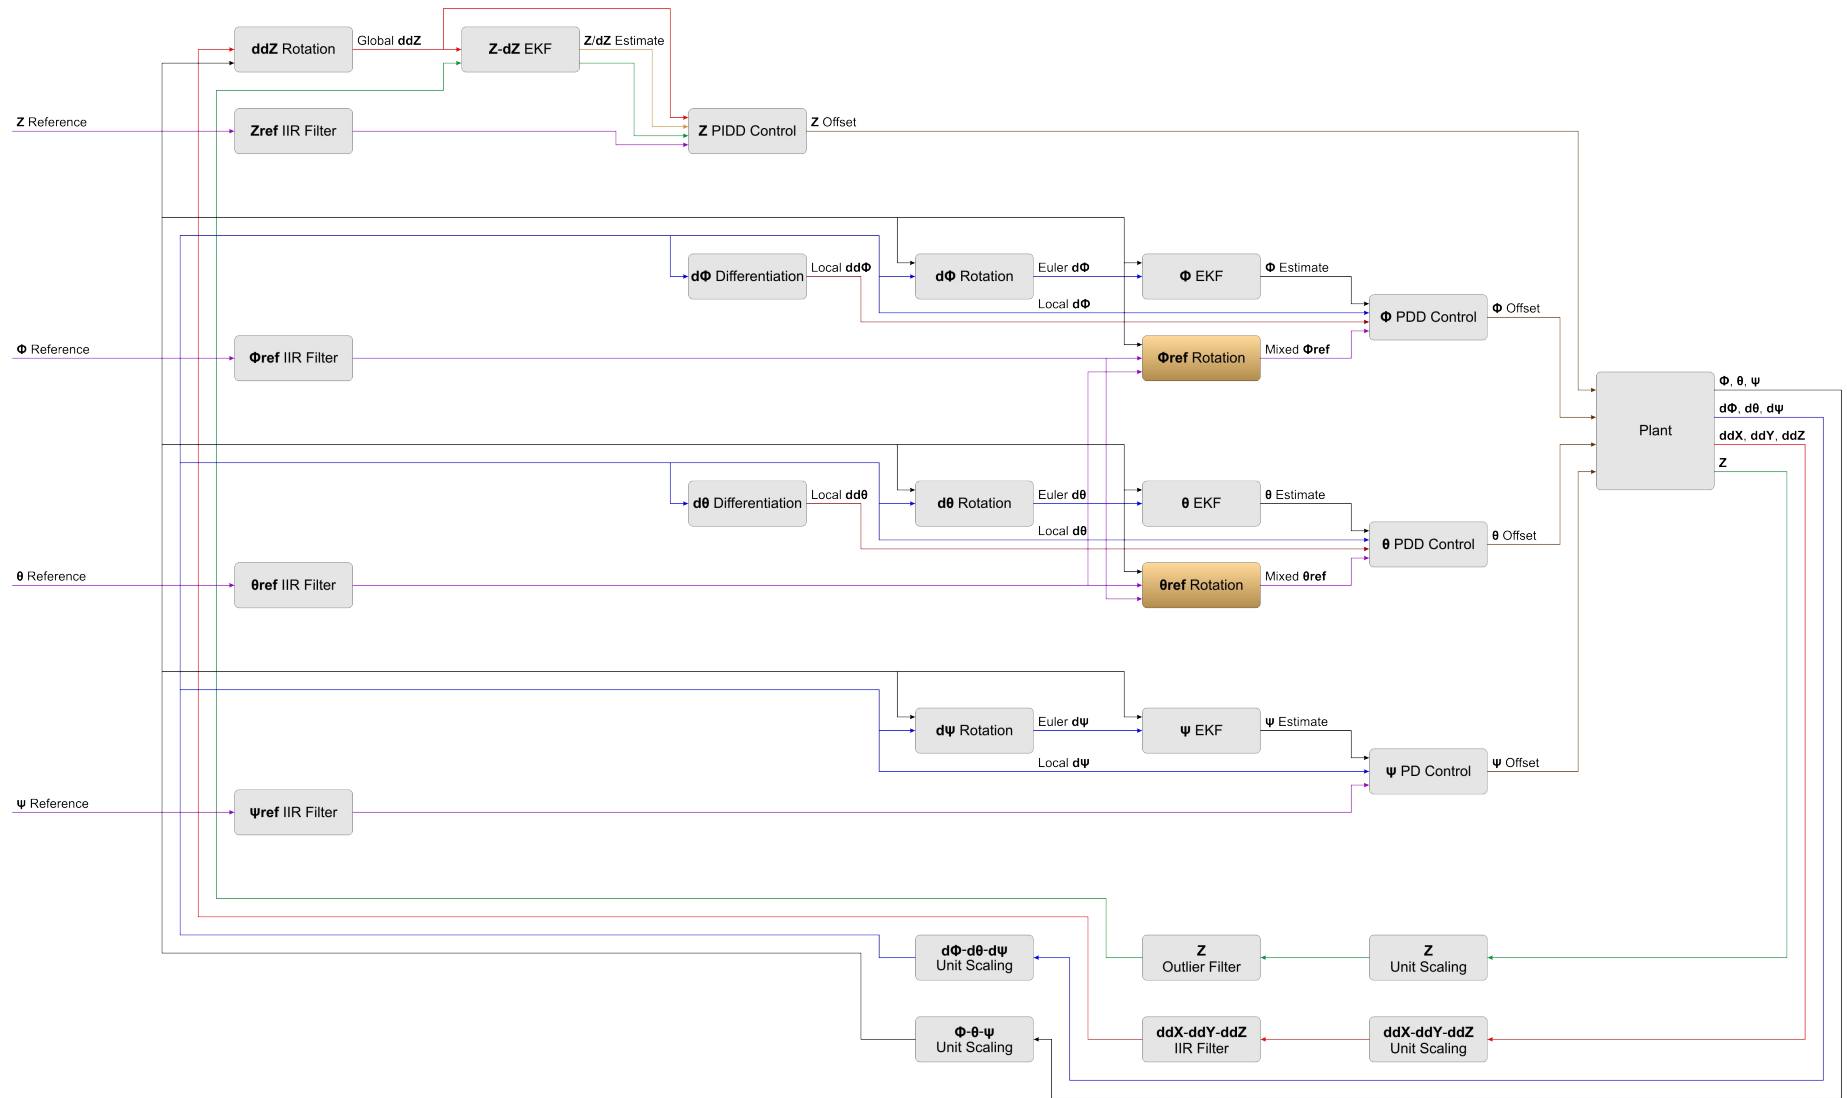 ddZ Rotation
Global ddZ
Z-dZ EKF
Z/dZ Estimate
Z Reference
Zref IIR Filter
Z PIDD Control
Z Offset
dΦ Differentiation
Local ddΦ
dΦ Rotation
Euler dΦ
Φ EKF
Φ Estimate
Local dΦ
Φ PDD Control
Φ Offset
Φ Reference
Φref IIR Filter
Φref Rotation
Mixed Φref
Plant
Φ, θ, ψ
dΦ, dθ, dψ
ddX, ddY, ddZ
Z
dθ Differentiation
Local ddθ
dθ Rotation
Euler dθ
θ EKF
θ Estimate
Local dθ
θ PDD Control
θ Offset
θ Reference
θref IIR Filter
θref Rotation
Mixed θref
dψ Rotation
Euler dψ
ψ EKF
ψ Estimate
Local dψ
ψ PD Control
ψ Offset
ψ Reference
ψref IIR Filter
dΦ-dθ-dψ
Unit Scaling
Z
Outlier Filter
Z
Unit Scaling
Φ-θ-ψ
Unit Scaling
ddX-ddY-ddZ
IIR Filter
ddX-ddY-ddZ
Unit Scaling